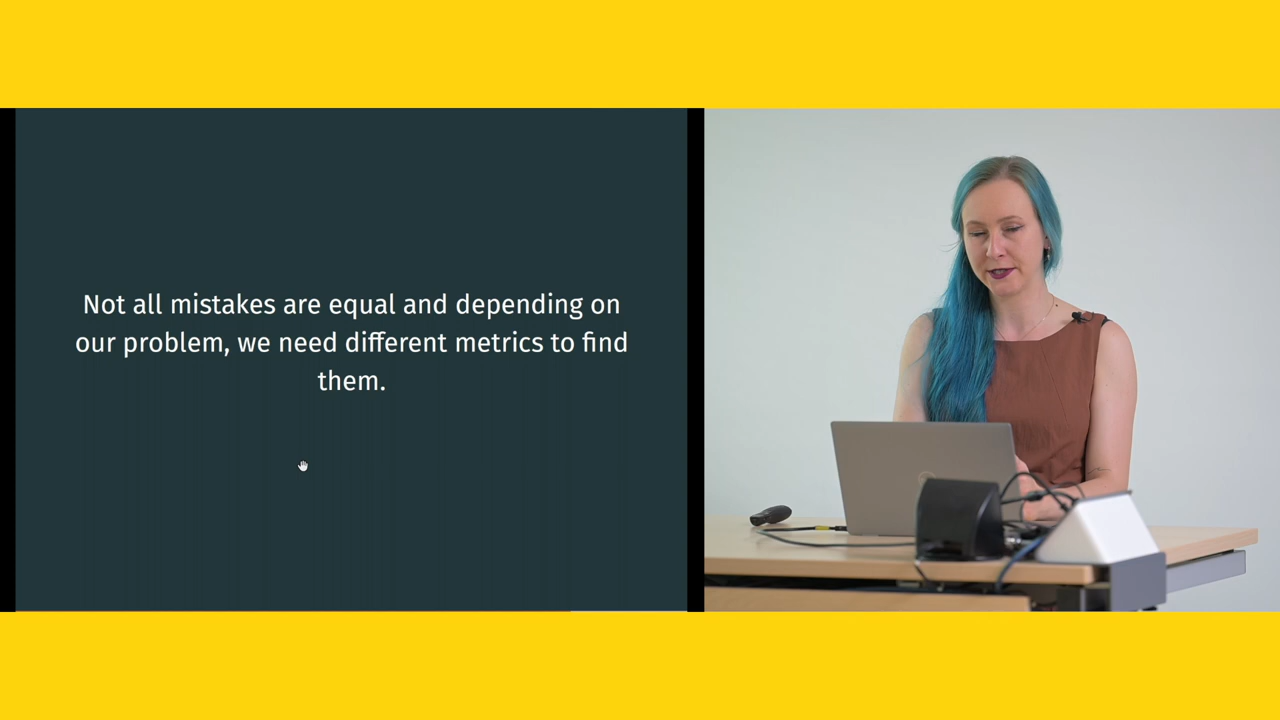 Not all mistakes are equal and depending on
our problem, we need different metrics to find
them.